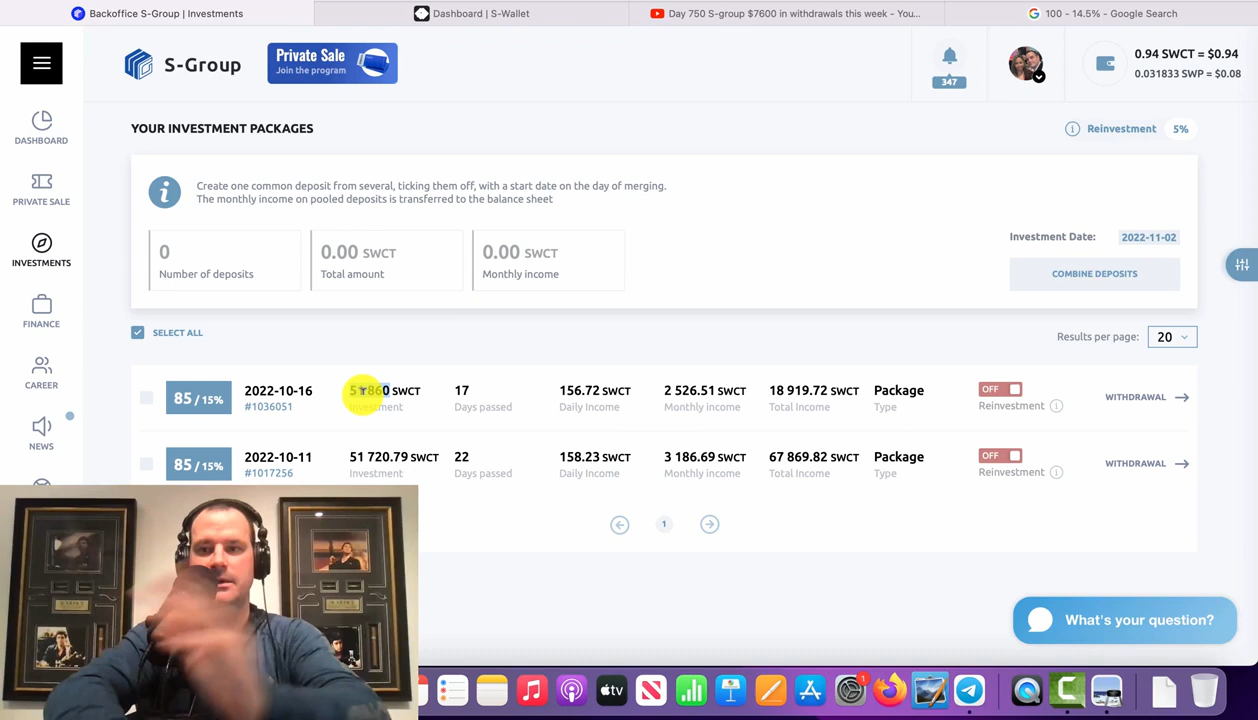 Backoffice S-Group | Investments
Dashboard | S-Wallet
Day 750 S-group $7600 in withdrawals this week - You...
100 - 14.5% - Google Search
S-Group
Private Sale
Join the program
347
0.94 SWCT = $0.94
0.031833 SWP = $0.08
DASHBOARD
PRIVATE SALE
INVESTMENTS
FINANCE
CAREER
NEWS
YOUR INVESTMENT PACKAGES
Reinvestment 5%
Create one common deposit from several, ticking them off, with a start date on the day of merging.
The monthly income on pooled deposits is transferred to the balance sheet
0
Number of deposits
0.00 SWCT
Total amount
0.00 SWCT
Monthly income
Investment Date: 2022-11-02
COMBINE DEPOSITS
SELECT ALL
Results per page: 20
85 / 15%
2022-10-16
#1036051
51 860 SWCT
Investment
17
Days passed
156.72 SWCT
Daily Income
2 526.51 SWCT
Monthly income
18 919.72 SWCT
Total Income
Package
Type
OFF
Reinvestment
WITHDRAWAL
85 / 15%
2022-10-11
#1017256
51 720.79 SWCT
Investment
22
Days passed
158.23 SWCT
Daily Income
3 186.69 SWCT
Monthly income
67 869.82 SWCT
Total Income
Package
Type
OFF
Reinvestment
WITHDRAWAL
1
What's your question?
tv
1